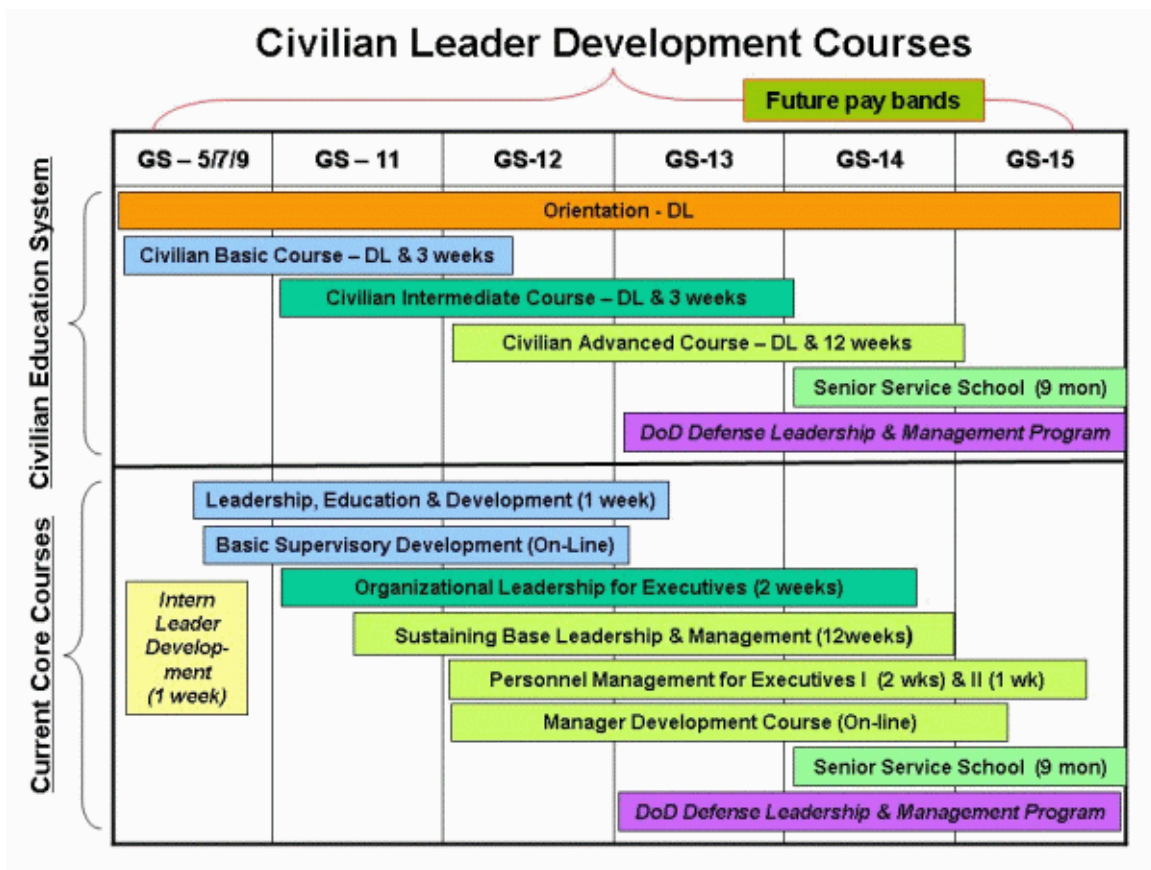 Civilian Leader Development Courses
Future pay bands
GS – 5/7/9 GS – 11 GS-12 GS-13 GS-14 GS-15
Civilian Education System
Orientation - DL
Civilian Basic Course – DL & 3 weeks
Civilian Intermediate Course – DL & 3 weeks
Civilian Advanced Course – DL & 12 weeks
Senior Service School (9 mon)
DoD Defense Leadership & Management Program
Current Core Courses
Leadership, Education & Development (1 week)
Basic Supervisory Development (On-Line)
Intern
Leader
Develop-
ment
(1 week)
Organizational Leadership for Executives (2 weeks)
Sustaining Base Leadership & Management (12weeks)
Personnel Management for Executives I (2 wks) & II (1 wk)
Manager Development Course (On-line)
Senior Service School (9 mon)
DoD Defense Leadership & Management Program